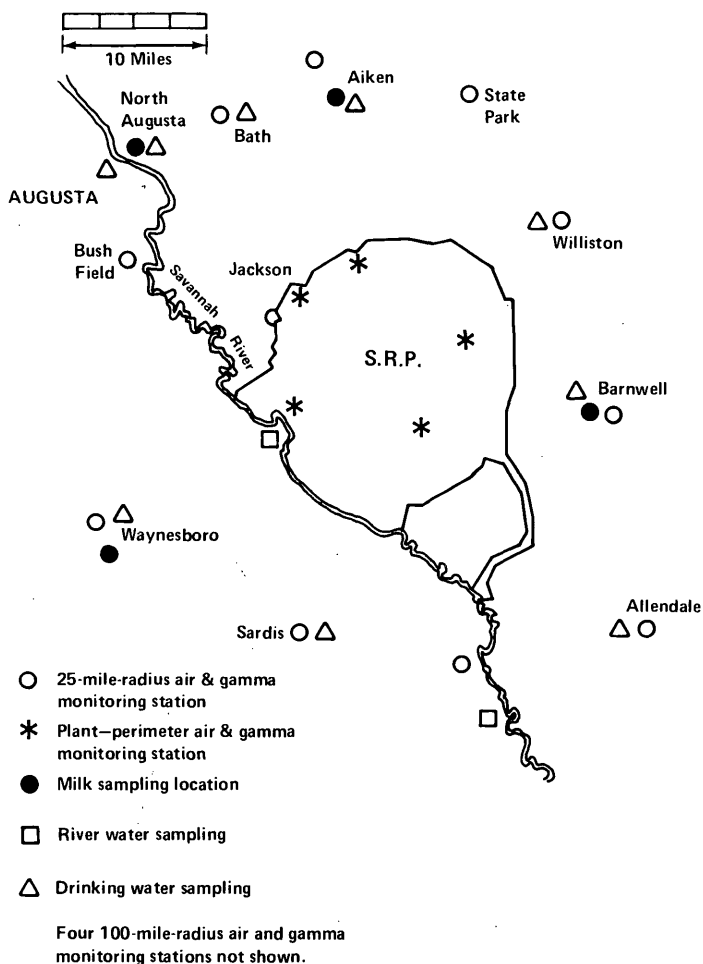 10 Miles
Aiken
State
Park
North
Augusta
Bath
AUGUSTA
Williston
Bush
Field
Jackson
Savannah
River
S.R.P.
Barnwell
Waynesboro
Allendale
Sardis
25-mile-radius air & gamma
monitoring station
Plant-perimeter air & gamma
monitoring station
Milk sampling location
River water sampling
Drinking water sampling
Four 100-mile-radius air and gamma
monitoring stations not shown.